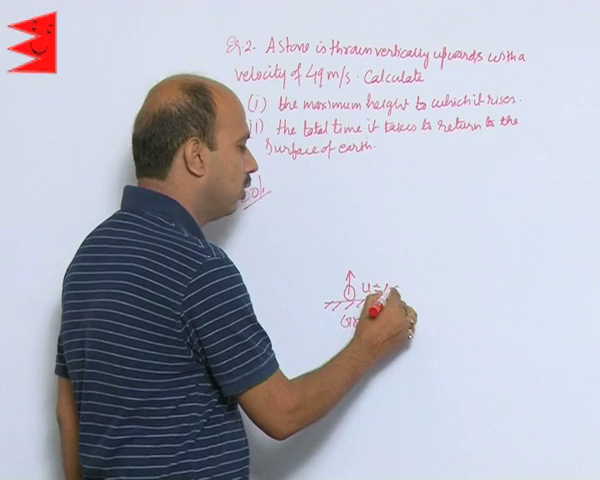 Eg 2. A stone is thrown vertically upwards with a
velocity of 49 m/s. Calculate
(i) the maximum height to which it rises.
(ii) the total time it takes to return to the
surface of earth.
Sol.
u =